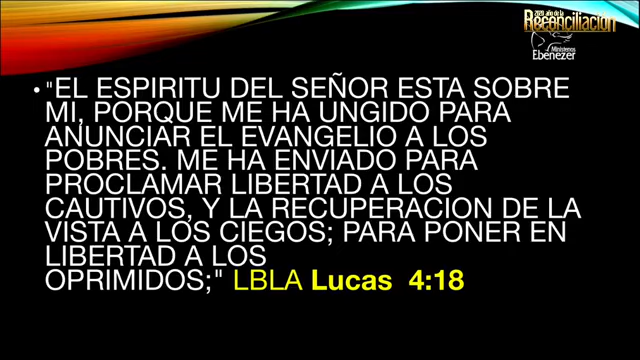 2020 año de la
Reconciliación
Ministerios
Ebenezer
• "EL ESPIRITU DEL SEÑOR ESTA SOBRE
MI, PORQUE ME HA UNGIDO PARA
ANUNCIAR EL EVANGELIO A LOS
POBRES. ME HA ENVIADO PARA
PROCLAMAR LIBERTAD A LOS
CAUTIVOS, Y LA RECUPERACION DE LA
VISTA A LOS CIEGOS; PARA PONER EN
LIBERTAD A LOS
OPRIMIDOS;" LBLA Lucas 4:18